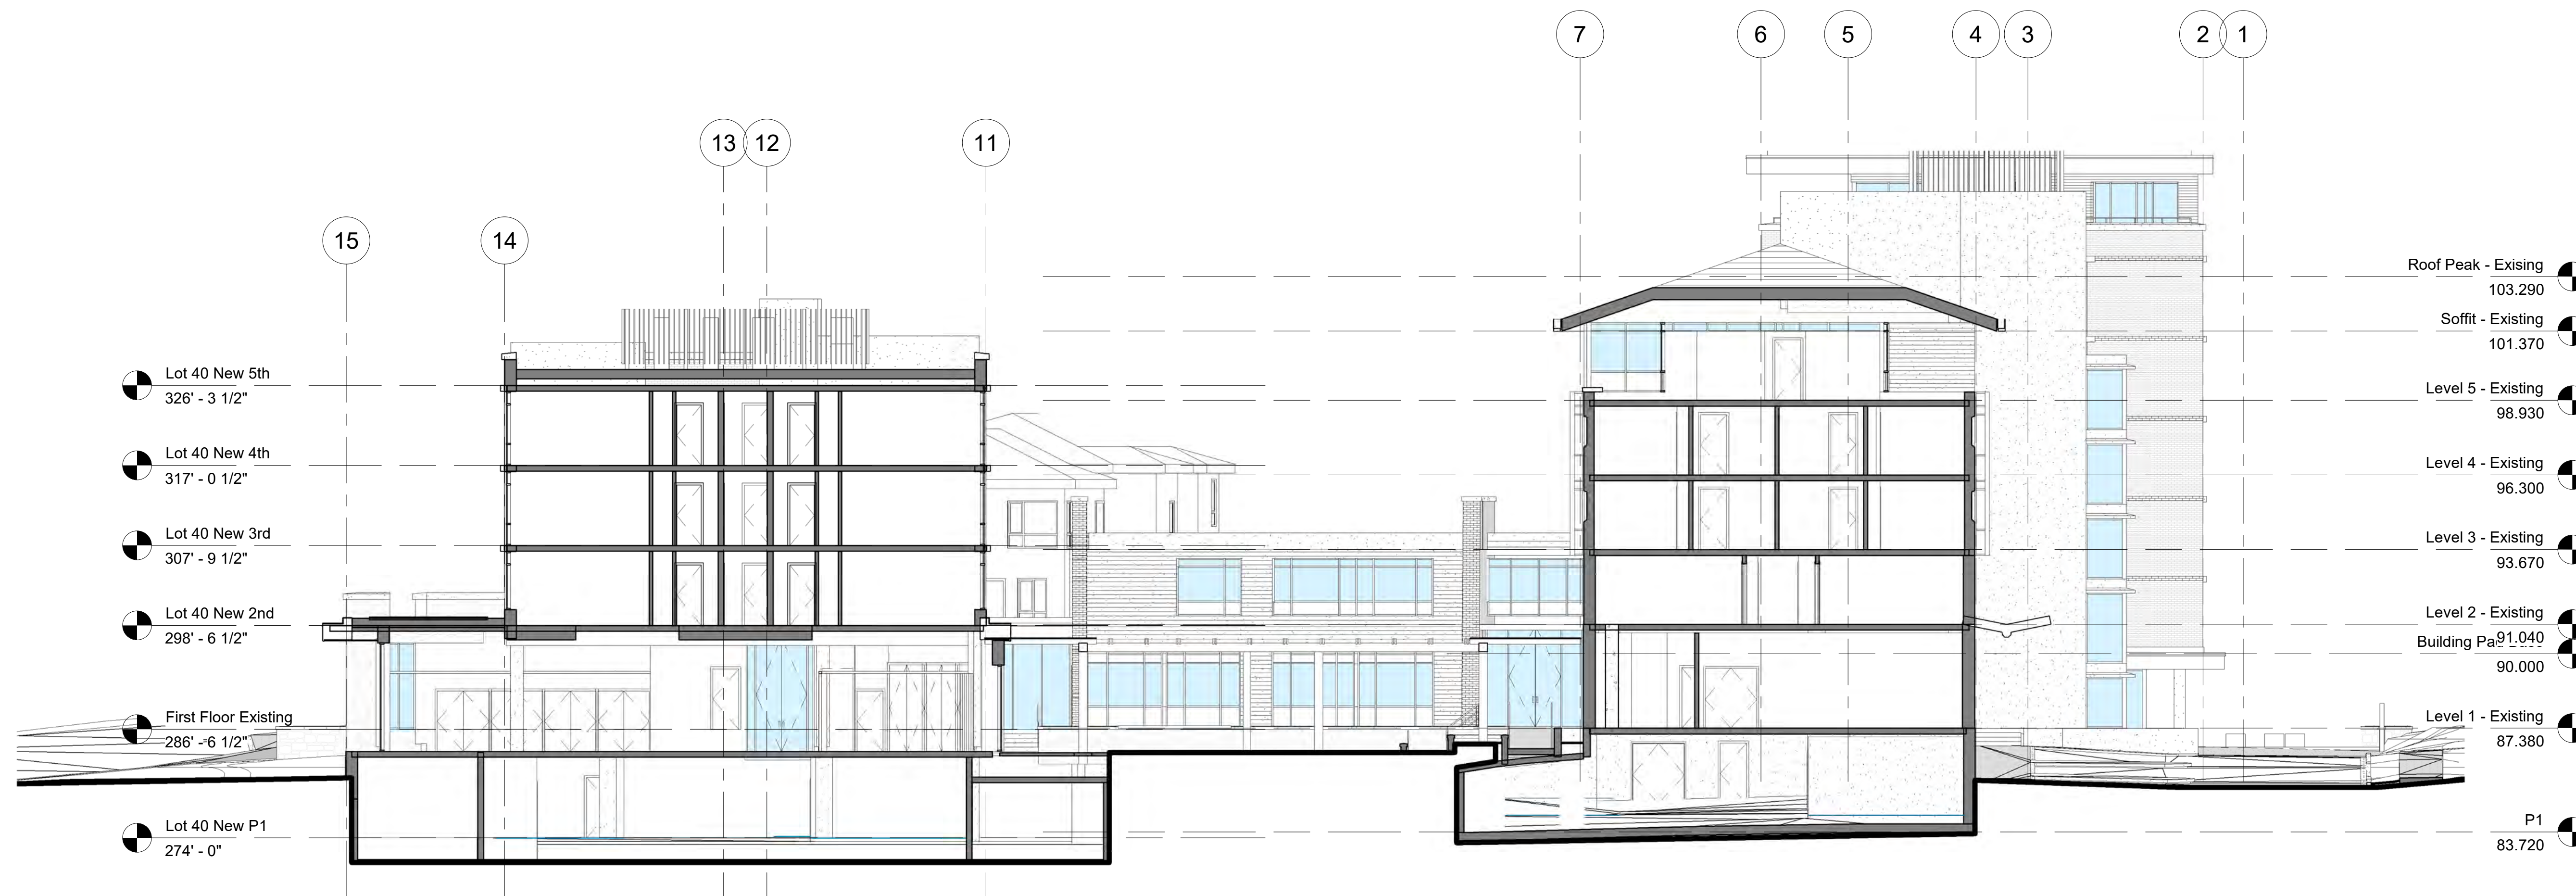 7 6 5 4 3 2 1
13 12 11
15 14
Lot 40 New 5th
326' - 3 1/2"
Lot 40 New 4th
317' - 0 1/2"
Lot 40 New 3rd
307' - 9 1/2"
Lot 40 New 2nd
298' - 6 1/2"
First Floor Existing
286' - 6 1/2"
Lot 40 New P1
274' - 0"
Roof Peak - Exising
103.290
Soffit - Existing
101.370
Level 5 - Existing
98.930
Level 4 - Existing
96.300
Level 3 - Existing
93.670
Level 2 - Existing
91.040
Building
90.000
Level 1 - Existing
87.380
P1
83.720